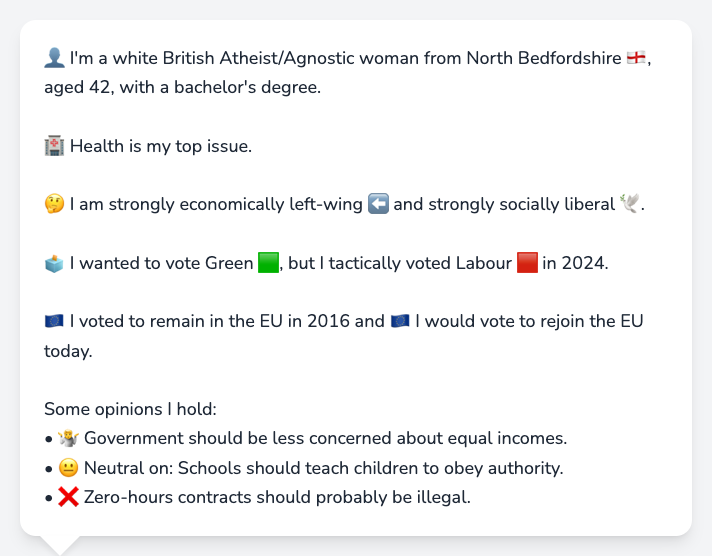 👤 I'm a white British Atheist/Agnostic woman from North Bedfordshire 🏴󠁧󠁢󠁥󠁮󠁧󠁿,
aged 42, with a bachelor's degree.
🏥 Health is my top issue.
🤔 I am strongly economically left-wing ⬅️ and strongly socially liberal 🕊️.
🗳️ I wanted to vote Green 🟩, but I tactically voted Labour 🟥 in 2024.
🇪🇺 I voted to remain in the EU in 2016 and 🇪🇺 I would vote to rejoin the EU
today.
Some opinions I hold:
• 🤷 Government should be less concerned about equal incomes.
• 😐 Neutral on: Schools should teach children to obey authority.
• ❌ Zero-hours contracts should probably be illegal.